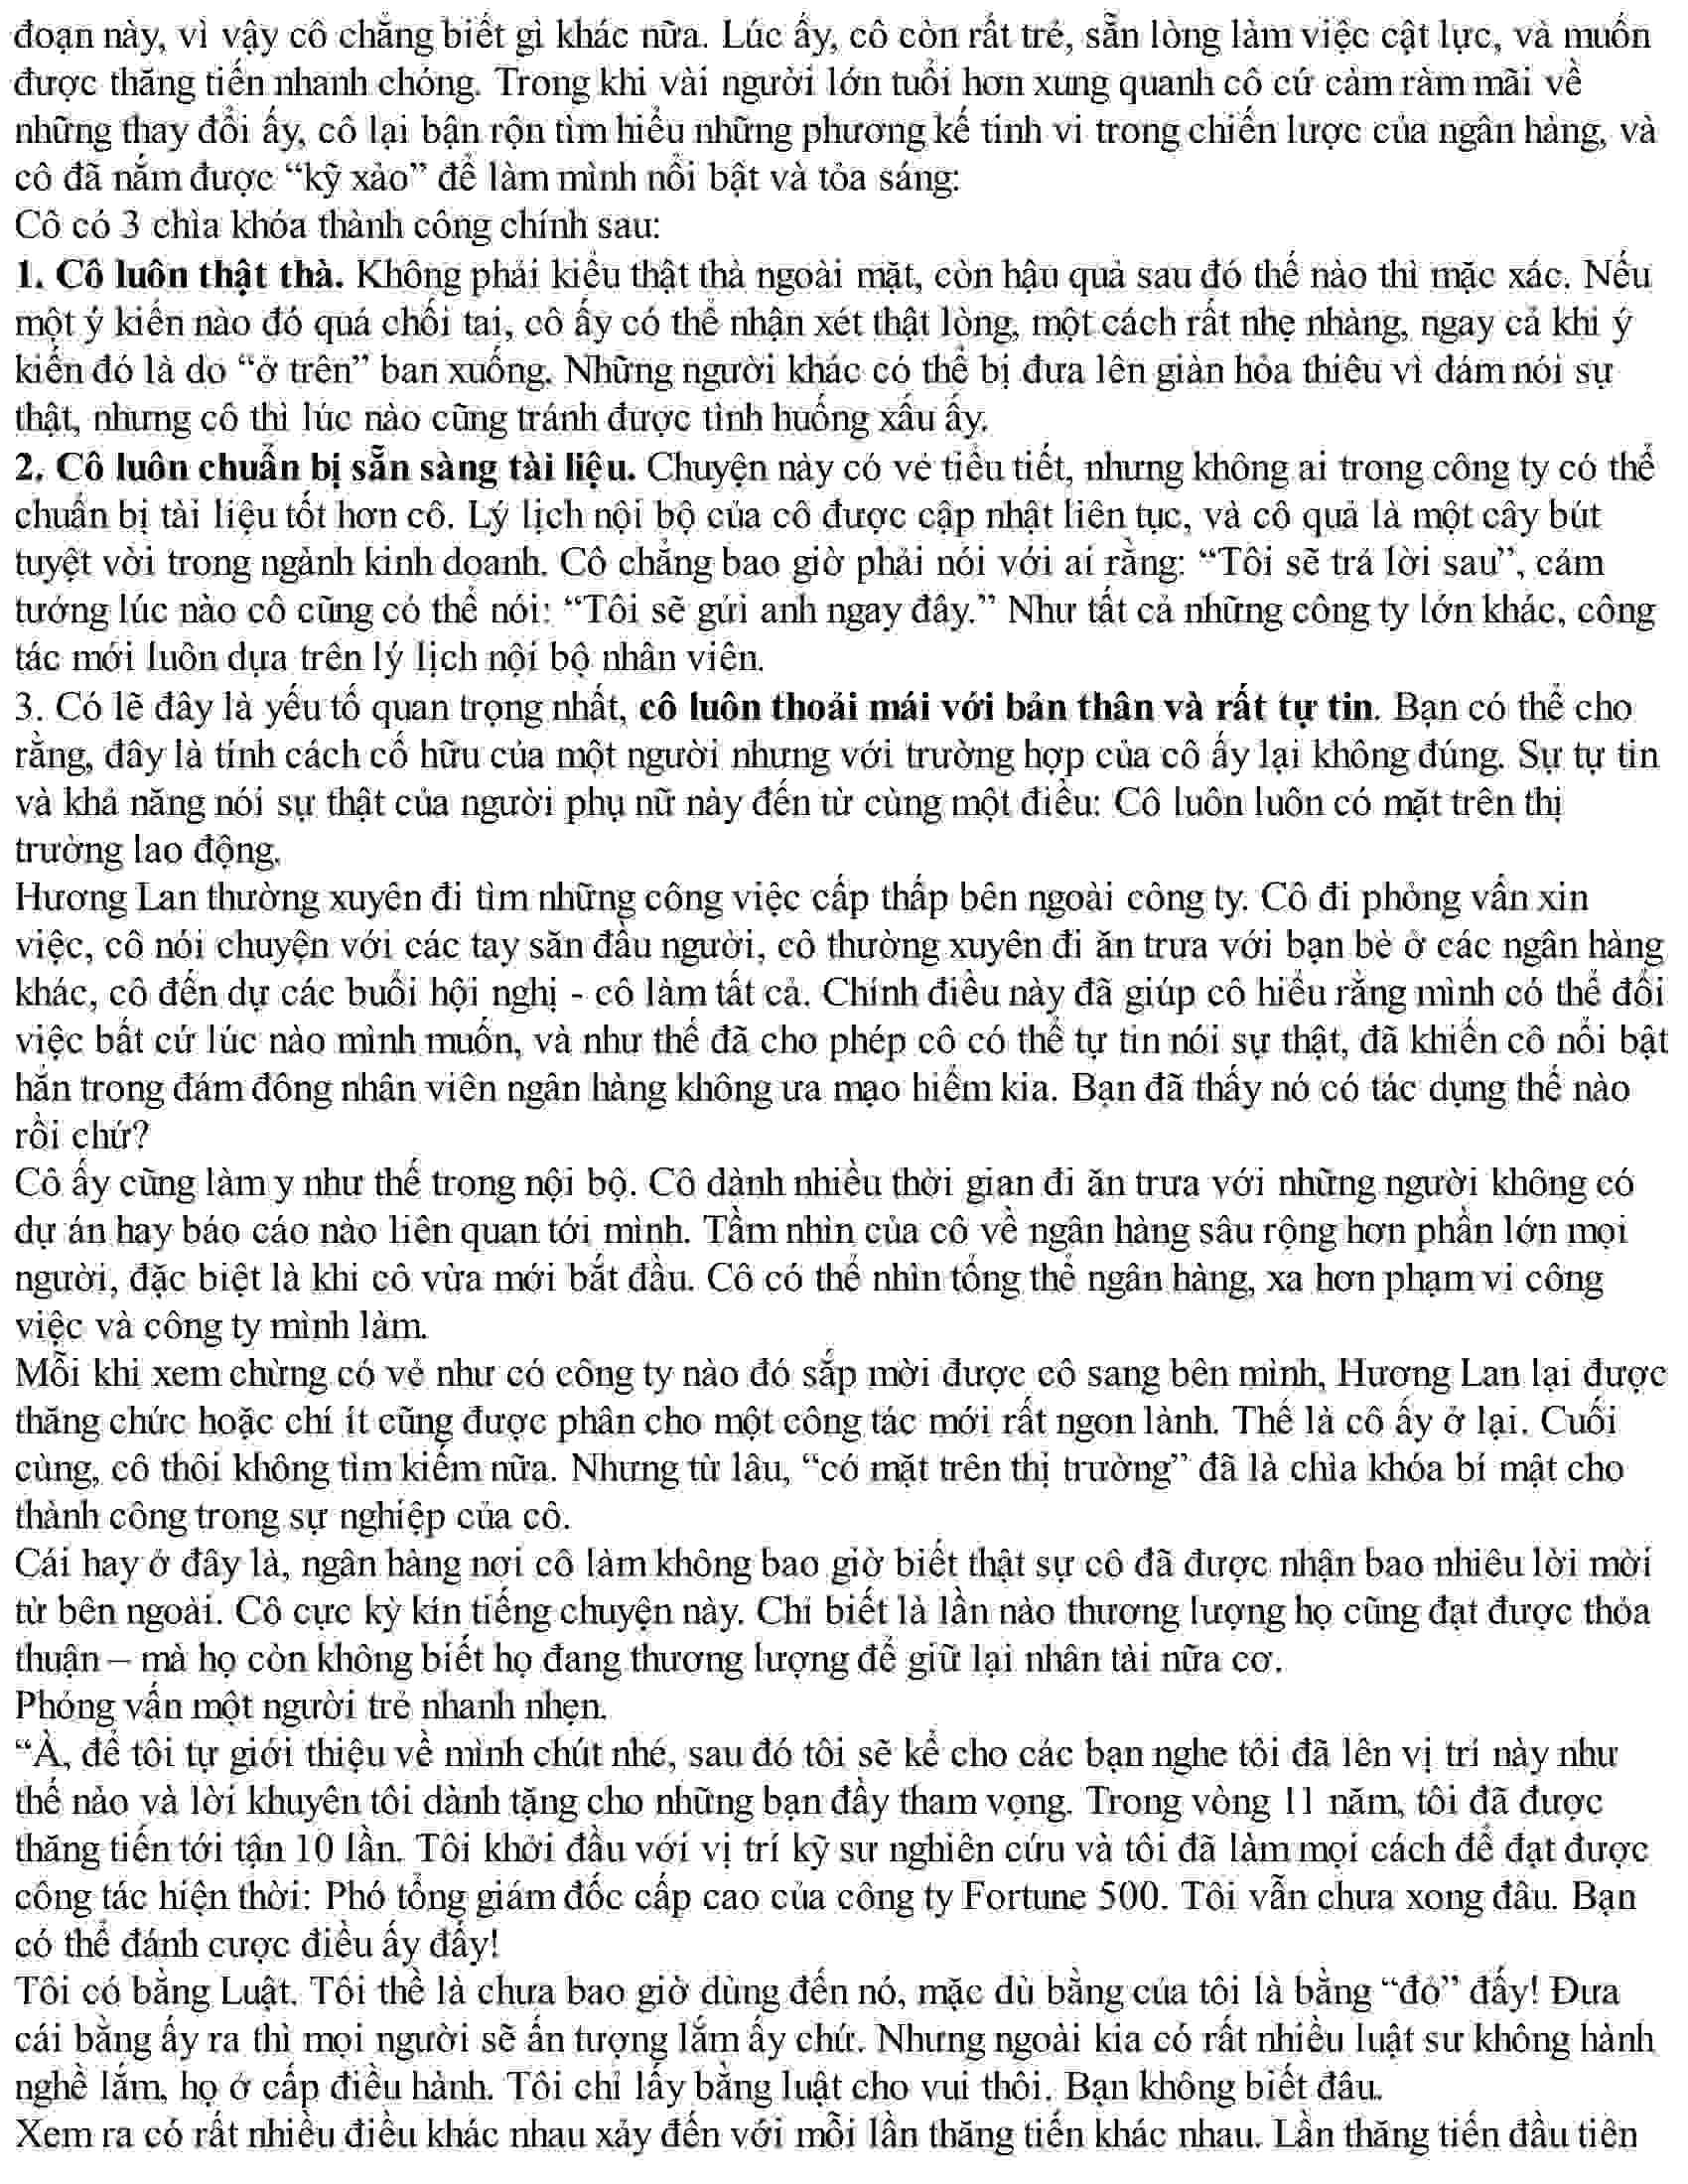 đoạn này, vì vậy cô chẳng biết gì khác nữa. Lúc ấy, cô còn rất trẻ, sẵn lòng làm việc cật lực, và muốn
được thăng tiến nhanh chóng. Trong khi vài người lớn tuổi hơn xung quanh cô cứ cằm ràm mãi về
những thay đổi ấy, cô lại bận rộn tìm hiểu những phương kế tinh vi trong chiến lược của ngân hàng, và
cô đã nắm được “kỹ xảo” để làm mình nổi bật và tỏa sáng:
Cô có 3 chìa khóa thành công chính sau:
1. Cô luôn thật thà. Không phải kiểu thật thà ngoài mặt, còn hậu quả sau đó thế nào thì mặc xác. Nếu
một ý kiến nào đó quá chối tai, cô ấy có thể nhận xét thật lòng, một cách rất nhẹ nhàng, ngay cả khi ý
kiến đó là do “ở trên” ban xuống. Những người khác có thể bị đưa lên giàn hỏa thiêu vì dám nói sự
thật, nhưng cô thì lúc nào cũng tránh được tình huống xấu ấy.
2. Cô luôn chuẩn bị sẵn sàng tài liệu. Chuyện này có vẻ tiểu tiết, nhưng không ai trong công ty có thể
chuẩn bị tài liệu tốt hơn cô. Lý lịch nội bộ của cô được cập nhật liên tục, và cô quả là một cây bút
tuyệt vời trong ngành kinh doanh. Cô chẳng bao giờ phải nói với ai rằng: “Tôi sẽ trả lời sau”, cảm
tưởng lúc nào cô cũng có thể nói: “Tôi sẽ gửi anh ngay đây.” Như tất cả những công ty lớn khác, công
tác mới luôn dựa trên lý lịch nội bộ nhân viên.
3. Có lẽ đây là yếu tố quan trọng nhất, cô luôn thoải mái với bản thân và rất tự tin. Bạn có thể cho
rằng, đây là tính cách cố hữu của một người nhưng với trường hợp của cô ấy lại không đúng. Sự tự tin
và khả năng nói sự thật của người phụ nữ này đến từ cùng một điều: Cô luôn luôn có mặt trên thị
trường lao động.
Hương Lan thường xuyên đi tìm những công việc cấp thấp bên ngoài công ty. Cô đi phỏng vấn xin
việc, cô nói chuyện với các tay săn đầu người, cô thường xuyên đi ăn trưa với bạn bè ở các ngân hàng
khác, cô đến dự các buổi hội nghị - cô làm tất cả. Chính điều này đã giúp cô hiểu rằng mình có thể đổi
việc bất cứ lúc nào mình muốn, và như thế đã cho phép cô có thể tự tin nói sự thật, đã khiến cô nổi bật
hẳn trong đám đông nhân viên ngân hàng không ưa mạo hiểm kia. Bạn đã thấy nó có tác dụng thế nào
rồi chứ?
Cô ấy cũng làm y như thế trong nội bộ. Cô dành nhiều thời gian đi ăn trưa với những người không có
dự án hay báo cáo nào liên quan tới mình. Tầm nhìn của cô về ngân hàng sâu rộng hơn phần lớn mọi
người, đặc biệt là khi cô vừa mới bắt đầu. Cô có thể nhìn tổng thể ngân hàng, xa hơn phạm vi công
việc và công ty mình làm.
Mỗi khi xem chừng có vẻ như có công ty nào đó sắp mời được cô sang bên mình, Hương Lan lại được
thăng chức hoặc chí ít cũng được phân cho một công tác mới rất ngon lành. Thế là cô ấy ở lại. Cuối
cùng, cô thôi không tìm kiếm nữa. Nhưng từ lâu, “có mặt trên thị trường” đã là chìa khóa bí mật cho
thành công trong sự nghiệp của cô.
Cái hay ở đây là, ngân hàng nơi cô làm không bao giờ biết thật sự cô đã được nhận bao nhiêu lời mời
từ bên ngoài. Cô cực kỳ kín tiếng chuyện này. Chỉ biết là lần nào thương lượng họ cũng đạt được thỏa
thuận – mà họ còn không biết họ đang thương lượng để giữ lại nhân tài nữa cơ.
Phỏng vấn một người trẻ nhanh nhẹn.
“À, để tôi tự giới thiệu về mình chút nhé, sau đó tôi sẽ kể cho các bạn nghe tôi đã lên vị trí này như
thế nào và lời khuyên tôi dành tặng cho những bạn đầy tham vọng. Trong vòng 11 năm, tôi đã được
thăng tiến tới tận 10 lần. Tôi khởi đầu với vị trí kỹ sư nghiên cứu và tôi đã làm mọi cách để đạt được
công tác hiện thời: Phó tổng giám đốc cấp cao của công ty Fortune 500. Tôi vẫn chưa xong đâu. Bạn
có thể đánh cược điều ấy đấy!
Tôi có bằng Luật. Tôi thề là chưa bao giờ dùng đến nó, mặc dù bằng của tôi là bằng “đỏ” đấy! Đưa
cái bằng ấy ra thì mọi người sẽ ấn tượng lắm ấy chứ. Nhưng ngoài kia có rất nhiều luật sư không hành
nghề lắm, họ ở cấp điều hành. Tôi chỉ lấy bằng luật cho vui thôi. Bạn không biết đâu.
Xem ra có rất nhiều điều khác nhau xảy đến với mỗi lần thăng tiến khác nhau. Lần thăng tiến đầu tiên